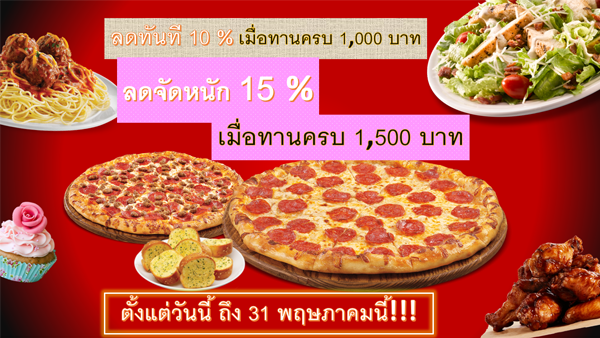 ลดทันที 10 % เมื่อทานครบ 1,000 บาท
ลดจัดหนัก 15 %
เมื่อทานครบ 1,500 บาท
ตั้งแต่วันนี้ ถึง 31 พฤษภาคมนี้!!!